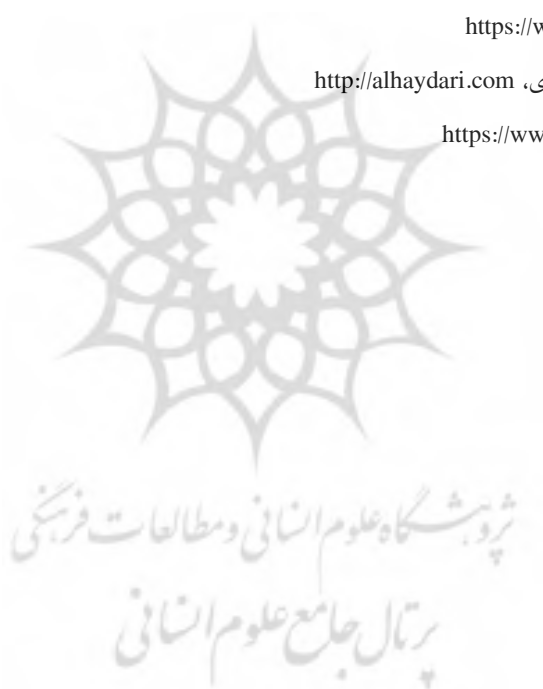 https://w
ی، http://alhaydari.com
https://ww
پژوهشگاه علوم انسانی و مطالعات فرهنگی
پرتال جامع علوم انسانی